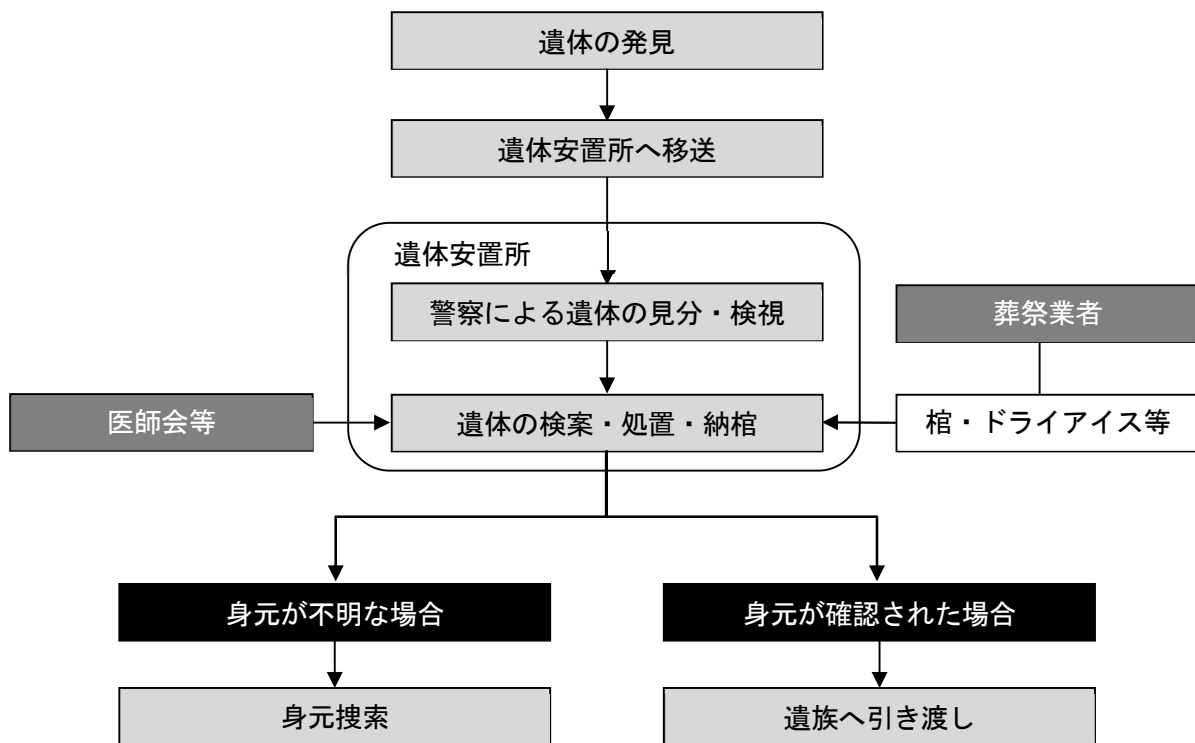 遺体の発見
遺体安置所へ移送
遺体安置所
警察による遺体の見分・検視
葬祭業者
医師会等
遺体の検案・処置・納棺
棺・ドライアイス等
身元が不明な場合
身元が確認された場合
身元捜索
遺族へ引き渡し